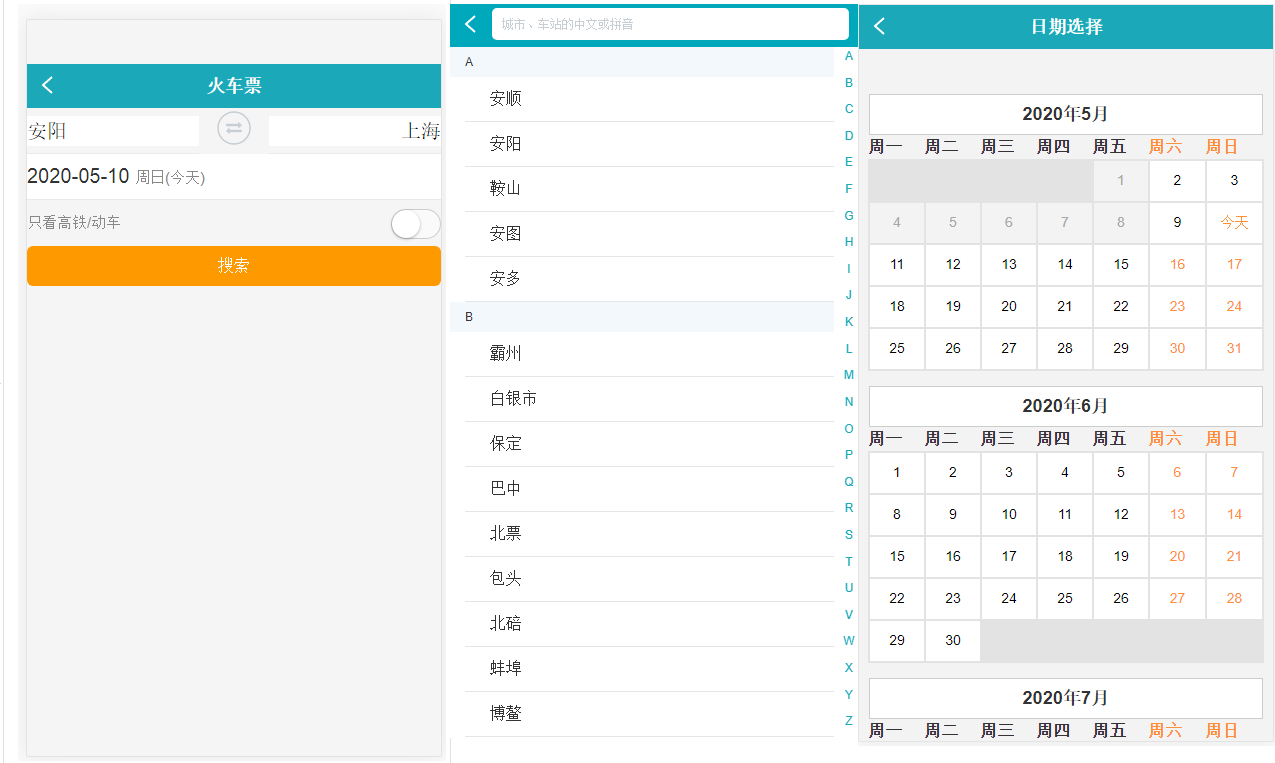 火车票
安阳 上海
2020-05-10 周日(今天)
只看高铁/动车
搜索
城市、车站的中文或拼音
A
安顺
安阳
鞍山
安图
安多
B
霸州
白银市
保定
巴中
北票
包头
北碚
蚌埠
博鳌
A
B
C
D
E
F
G
H
I
J
K
L
M
N
O
P
Q
R
S
T
U
V
W
X
Y
Z
日期选择
2020年5月
周一 周二 周三 周四 周五 周六 周日
1 2 3
4 5 6 7 8 9 今天
11 12 13 14 15 16 17
18 19 20 21 22 23 24
25 26 27 28 29 30 31
2020年6月
周一 周二 周三 周四 周五 周六 周日
1 2 3 4 5 6 7
8 9 10 11 12 13 14
15 16 17 18 19 20 21
22 23 24 25 26 27 28
29 30
2020年7月
周一 周二 周三 周四 周五 周六 周日